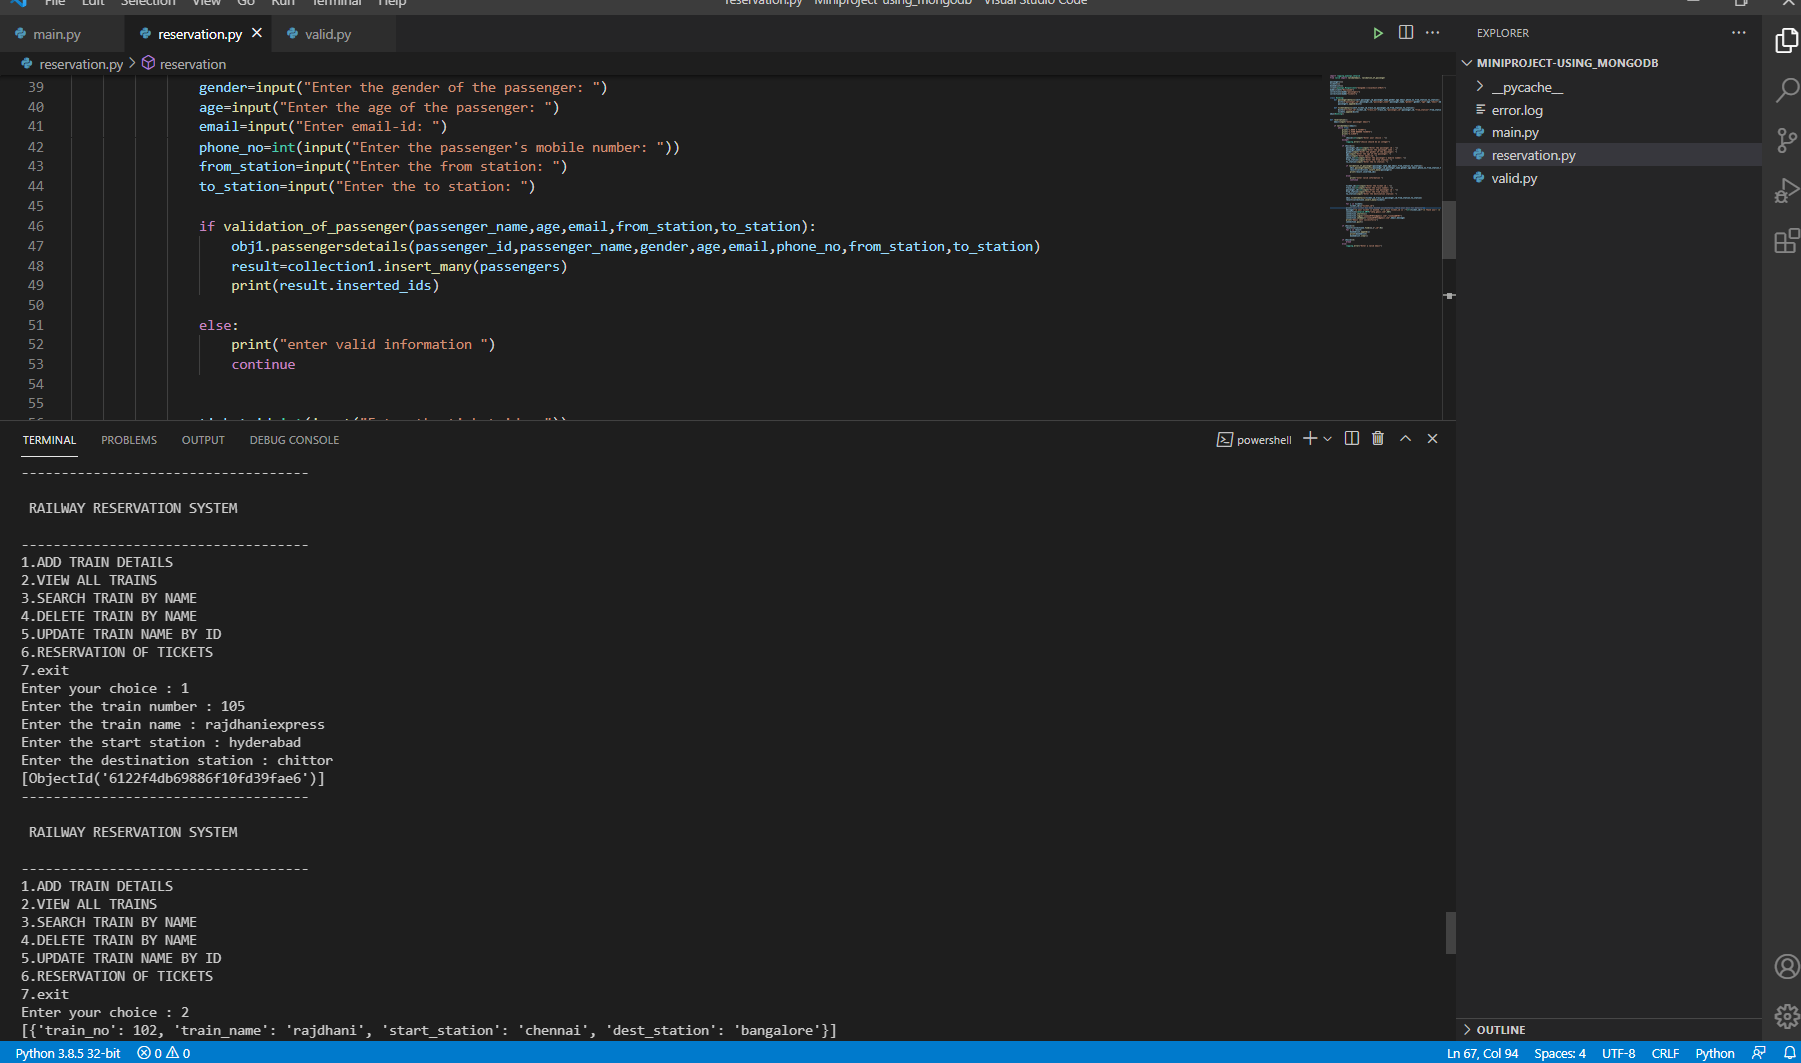 File Edit Selection View Go Run Terminal Help
reservation.py - Miniproject-using_mongodb - Visual Studio Code
main.py
reservation.py
valid.py
EXPLORER
reservation.py > reservation
MINIPROJECT-USING_MONGODB
__pycache__
error.log
main.py
reservation.py
valid.py
39 gender=input("Enter the gender of the passenger: ")
40 age=input("Enter the age of the passenger: ")
41 email=input("Enter email-id: ")
42 phone_no=int(input("Enter the passenger's mobile number: "))
43 from_station=input("Enter the from station: ")
44 to_station=input("Enter the to station: ")
45
46 if validation_of_passenger(passenger_name,age,email,from_station,to_station):
47 obj1.passengersdetails(passenger_id,passenger_name,gender,age,email,phone_no,from_station,to_station)
48 result=collection1.insert_many(passengers)
49 print(result.inserted_ids)
50
51 else:
52 print("enter valid information ")
53 continue
54
55
TERMINAL PROBLEMS OUTPUT DEBUG CONSOLE
powershell
------------------------------------
RAILWAY RESERVATION SYSTEM
------------------------------------
1.ADD TRAIN DETAILS
2.VIEW ALL TRAINS
3.SEARCH TRAIN BY NAME
4.DELETE TRAIN BY NAME
5.UPDATE TRAIN NAME BY ID
6.RESERVATION OF TICKETS
7.exit
Enter your choice : 1
Enter the train number : 105
Enter the train name : rajdhaniexpress
Enter the start station : hyderabad
Enter the destination station : chittor
[ObjectId('6122f4db69886f10fd39fae6')]
------------------------------------
RAILWAY RESERVATION SYSTEM
------------------------------------
1.ADD TRAIN DETAILS
2.VIEW ALL TRAINS
3.SEARCH TRAIN BY NAME
4.DELETE TRAIN BY NAME
5.UPDATE TRAIN NAME BY ID
6.RESERVATION OF TICKETS
7.exit
Enter your choice : 2
[{'train_no': 102, 'train_name': 'rajdhani', 'start_station': 'chennai', 'dest_station': 'bangalore'}]
OUTLINE
Python 3.8.5 32-bit 0 0
Ln 67, Col 94 Spaces: 4 UTF-8 CRLF Python